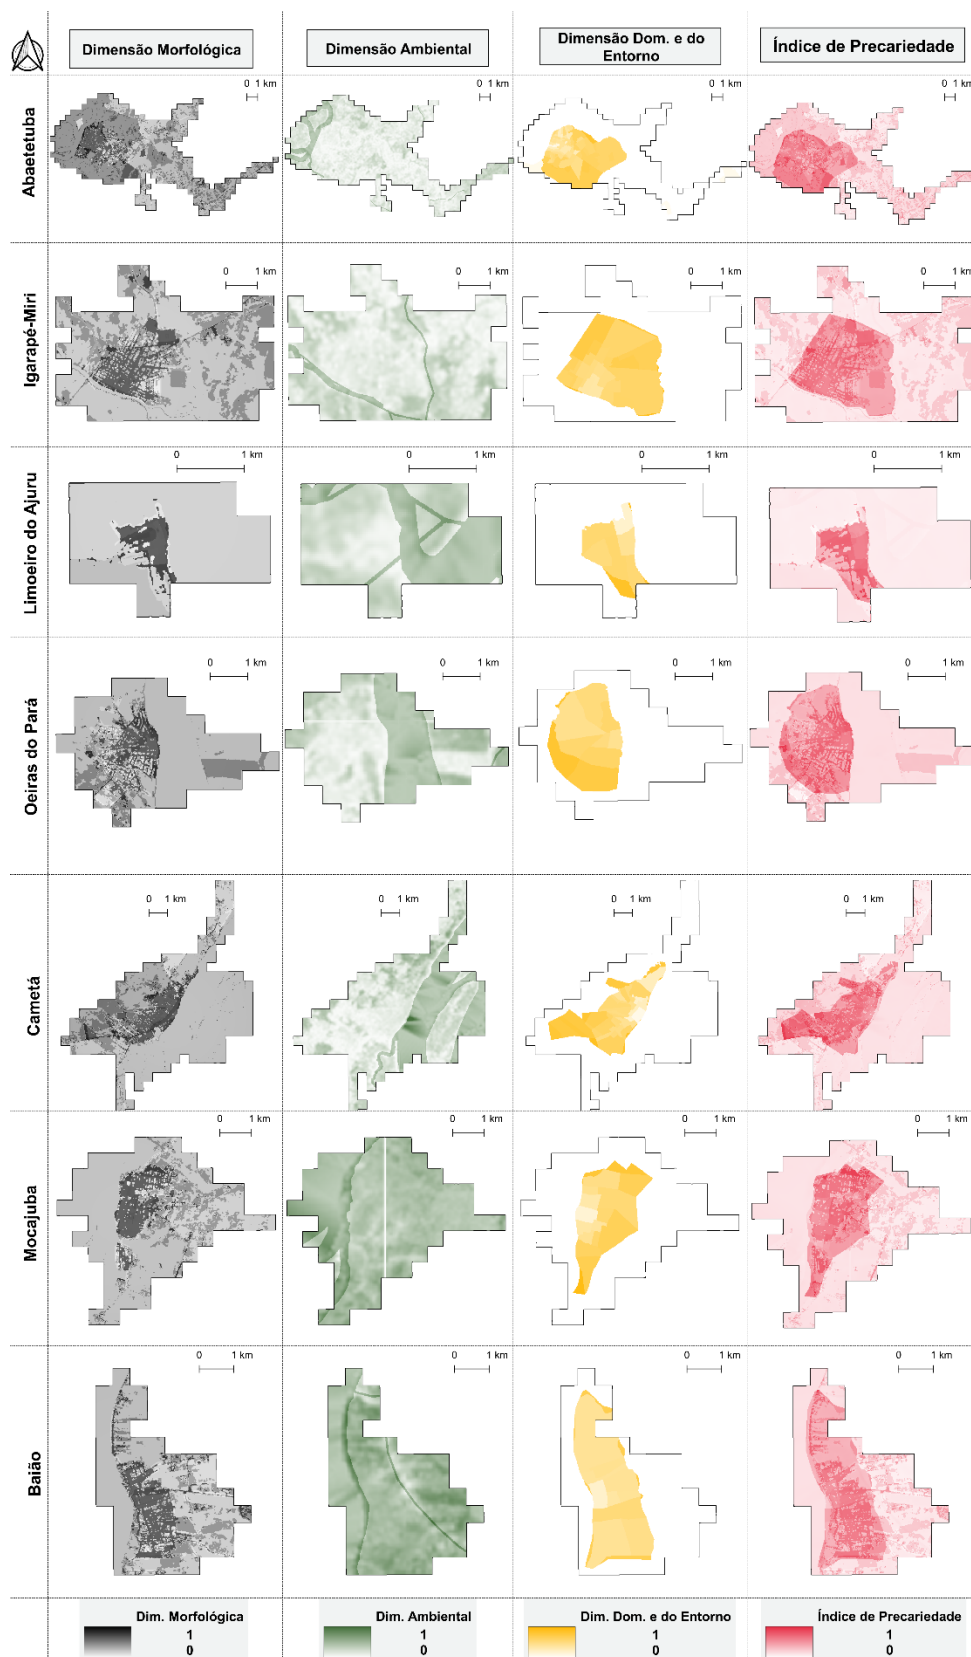 Dimensão Morfológica
Dimensão Ambiental
Dimensão Dom. e do
Entorno
Índice de Precariedade
Abaetetuba
0 1 km
0 1 km
0 1 km
0 1 km
Igarapé-Miri
0 1 km
0 1 km
0 1 km
0 1 km
Limoeiro do Ajuru
0 1 km
0 1 km
0 1 km
0 1 km
Oeiras do Pará
0 1 km
0 1 km
0 1 km
0 1 km
Cametá
0 1 km
0 1 km
0 1 km
0 1 km
Mocajuba
0 1 km
0 1 km
0 1 km
0 1 km
Baião
0 1 km
0 1 km
0 1 km
0 1 km
Dim. Morfológica
1
0
Dim. Ambiental
1
0
Dim. Dom. e do Entorno
1
0
Índice de Precariedade
1
0